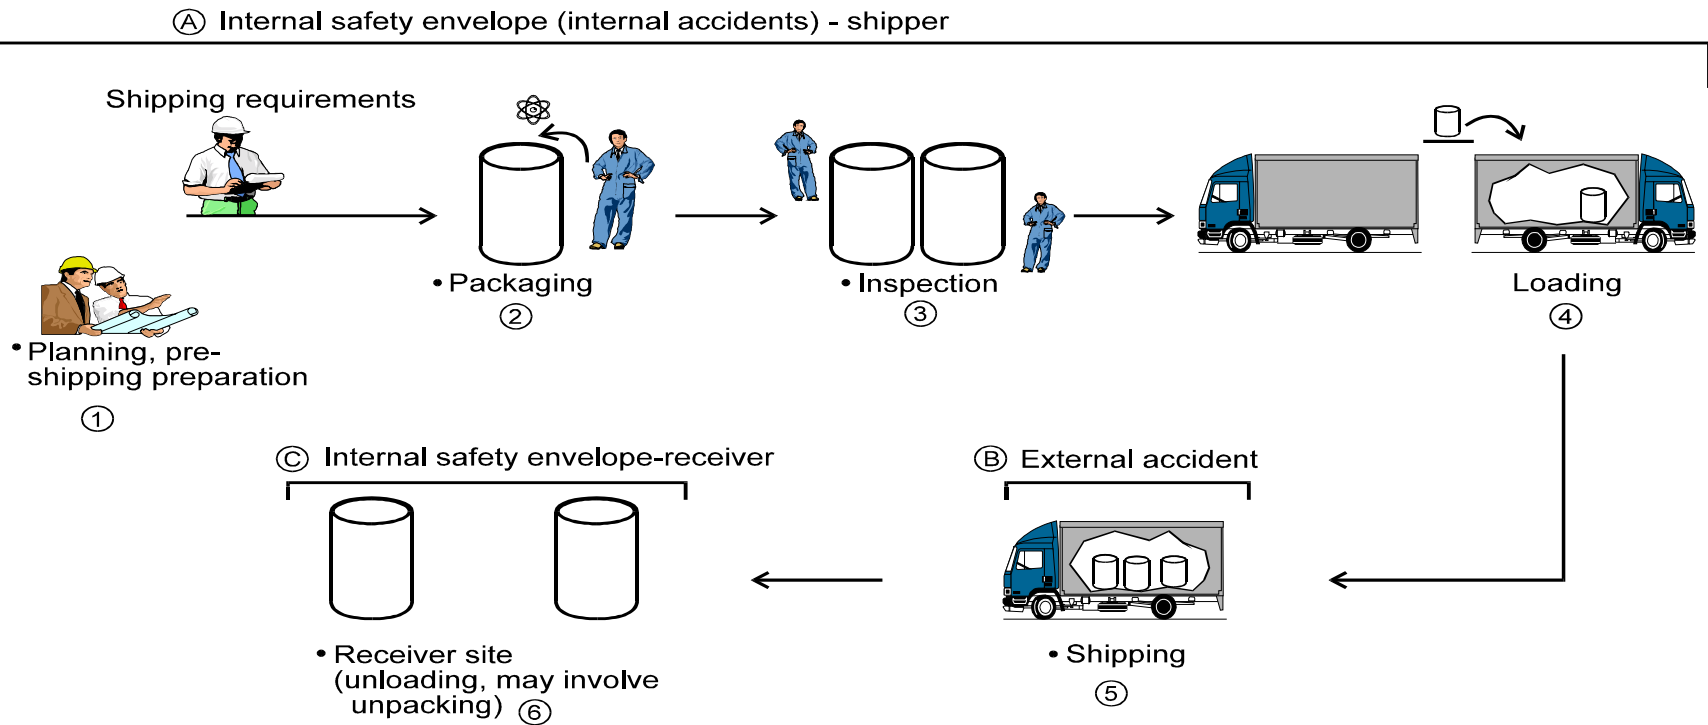 Ⓐ Internal safety envelope (internal accidents) - shipper
Shipping requirements
• Packaging
②
• Inspection
③
Loading
④
• Planning, pre-
shipping preparation
①
Ⓒ Internal safety envelope-receiver
Ⓑ External accident
• Receiver site
(unloading, may involve
unpacking) ⑥
• Shipping
⑤